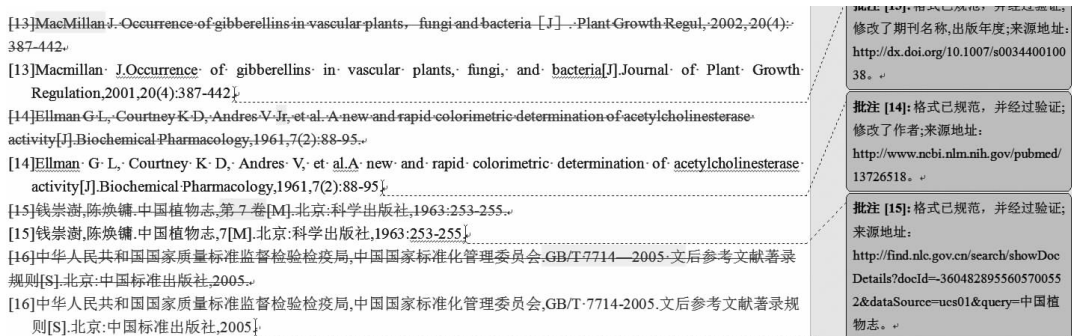 [13]MacMillan J. Occurrence of gibberellins in vascular plants，fungi and bacteria［J］. Plant Growth Regul, 2002, 20(4):
387-442.
[13]Macmillan J.Occurrence of gibberellins in vascular plants, fungi, and bacteria[J].Journal of Plant Growth
Regulation,2001,20(4):387-442.
[14]Ellman G L, Courtney K D, Andres V Jr, et al. A new and rapid colorimetric determination of acetylcholinesterase
activity[J].Biochemical Pharmacology,1961,7(2):88-95.
[14]Ellman G L, Courtney K D, Andres V, et al.A new and rapid colorimetric determination of acetylcholinesterase
activity[J].Biochemical Pharmacology,1961,7(2):88-95.
[15]钱崇澍,陈焕镛.中国植物志,第 7 卷[M].北京:科学出版社,1963:253-255.
[15]钱崇澍,陈焕镛.中国植物志,7[M].北京:科学出版社,1963:253-255.
[16]中华人民共和国国家质量标准监督检验检疫局,中国国家标准化管理委员会.GB/T7714—2005 文后参考文献著录
规则[S].北京:中国标准出版社,2005.
[16]中华人民共和国国家质量标准监督检验检疫局,中国国家标准化管理委员会,GB/T 7714-2005.文后参考文献著录规
则[S].北京:中国标准出版社,2005.
批注 [13]: 格式已规范，并经过验证;
修改了期刊名称,出版年度;来源地址:
http://dx.doi.org/10.1007/s0034400100
38。
批注 [14]: 格式已规范，并经过验证;
修改了作者;来源地址:
http://www.ncbi.nlm.nih.gov/pubmed/
13726518。
批注 [15]: 格式已规范，并经过验证;
来源地址:
http://find.nlc.gov.cn/search/showDoc
Details?docId=-360482895560570055
2&dataSource=ucs01&query=中国植
物志。